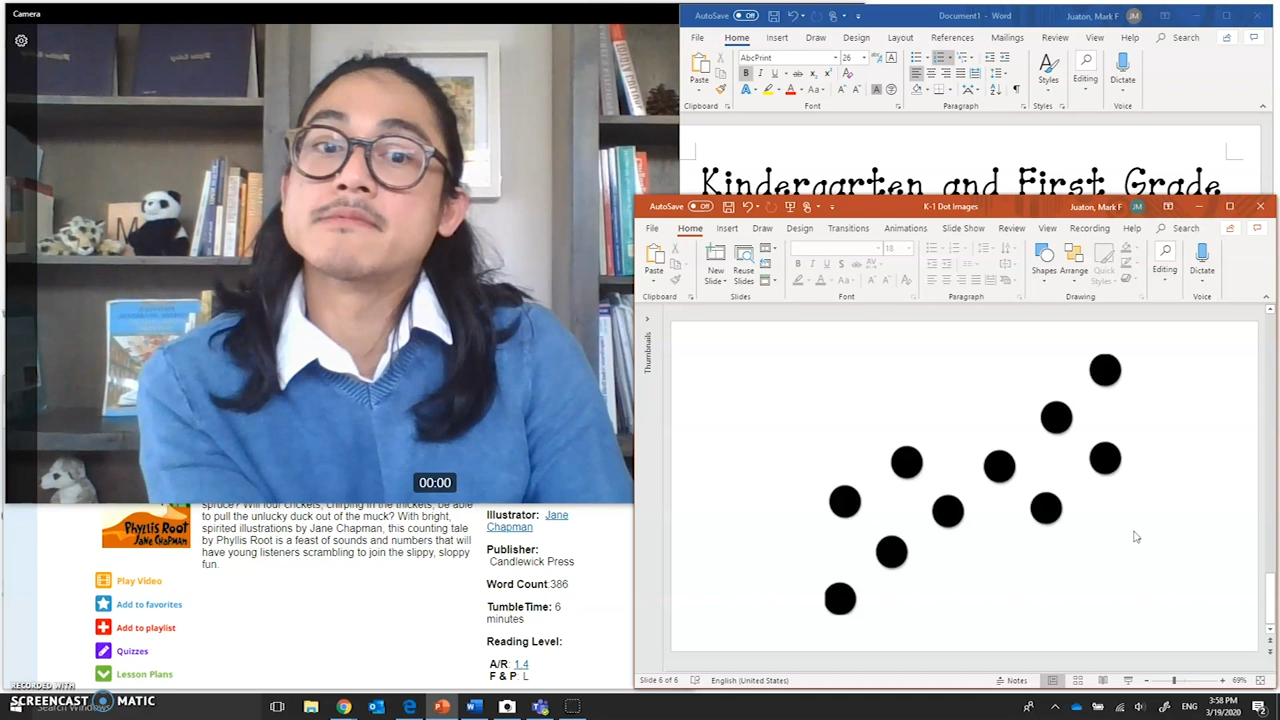 Camera
00:00
AutoSave Off
Document1 - Word
Juaton, Mark F JM
File Home Insert Draw Design Layout References Mailings Review View Help Search
Paste
Clipboard
AbcPrint 26
Font
Paragraph
Styles
Styles
Editing
Dictate
Voice
Kindergarten and First Grade
AutoSave Off
K-1 Dot Images
Juaton, Mark F JM
File Home Insert Draw Design Transitions Animations Slide Show Review View Recording Help Search
Paste
Clipboard
New
Slide
Reuse
Slides
Slides
18
Font
Paragraph
Shapes Arrange Quick
Styles
Drawing
Editing
Dictate
Voice
Thumbnails
Slide 6 of 6 English (United States) Notes 69%
PHYLLIS ROOT
JANE CHAPMAN
spruce? Will four crickets, chirping in the thickets, be able
to pull the unlucky duck out of the muck? With bright,
spirited illustrations by Jane Chapman, this counting tale
by Phyllis Root is a feast of sounds and numbers that will
have young listeners scrambling to join the slippy, sloppy
fun.
Play Video
Add to favorites
Add to playlist
Quizzes
Lesson Plans
Illustrator: Jane
Chapman
Publisher:
Candlewick Press
Word Count:386
TumbleTime: 6
minutes
Reading Level:
A/R: 1.4
F & P: L
RECORDED WITH
SCREENCAST MATIC
Search Windows
3:58 PM
3/19/2020